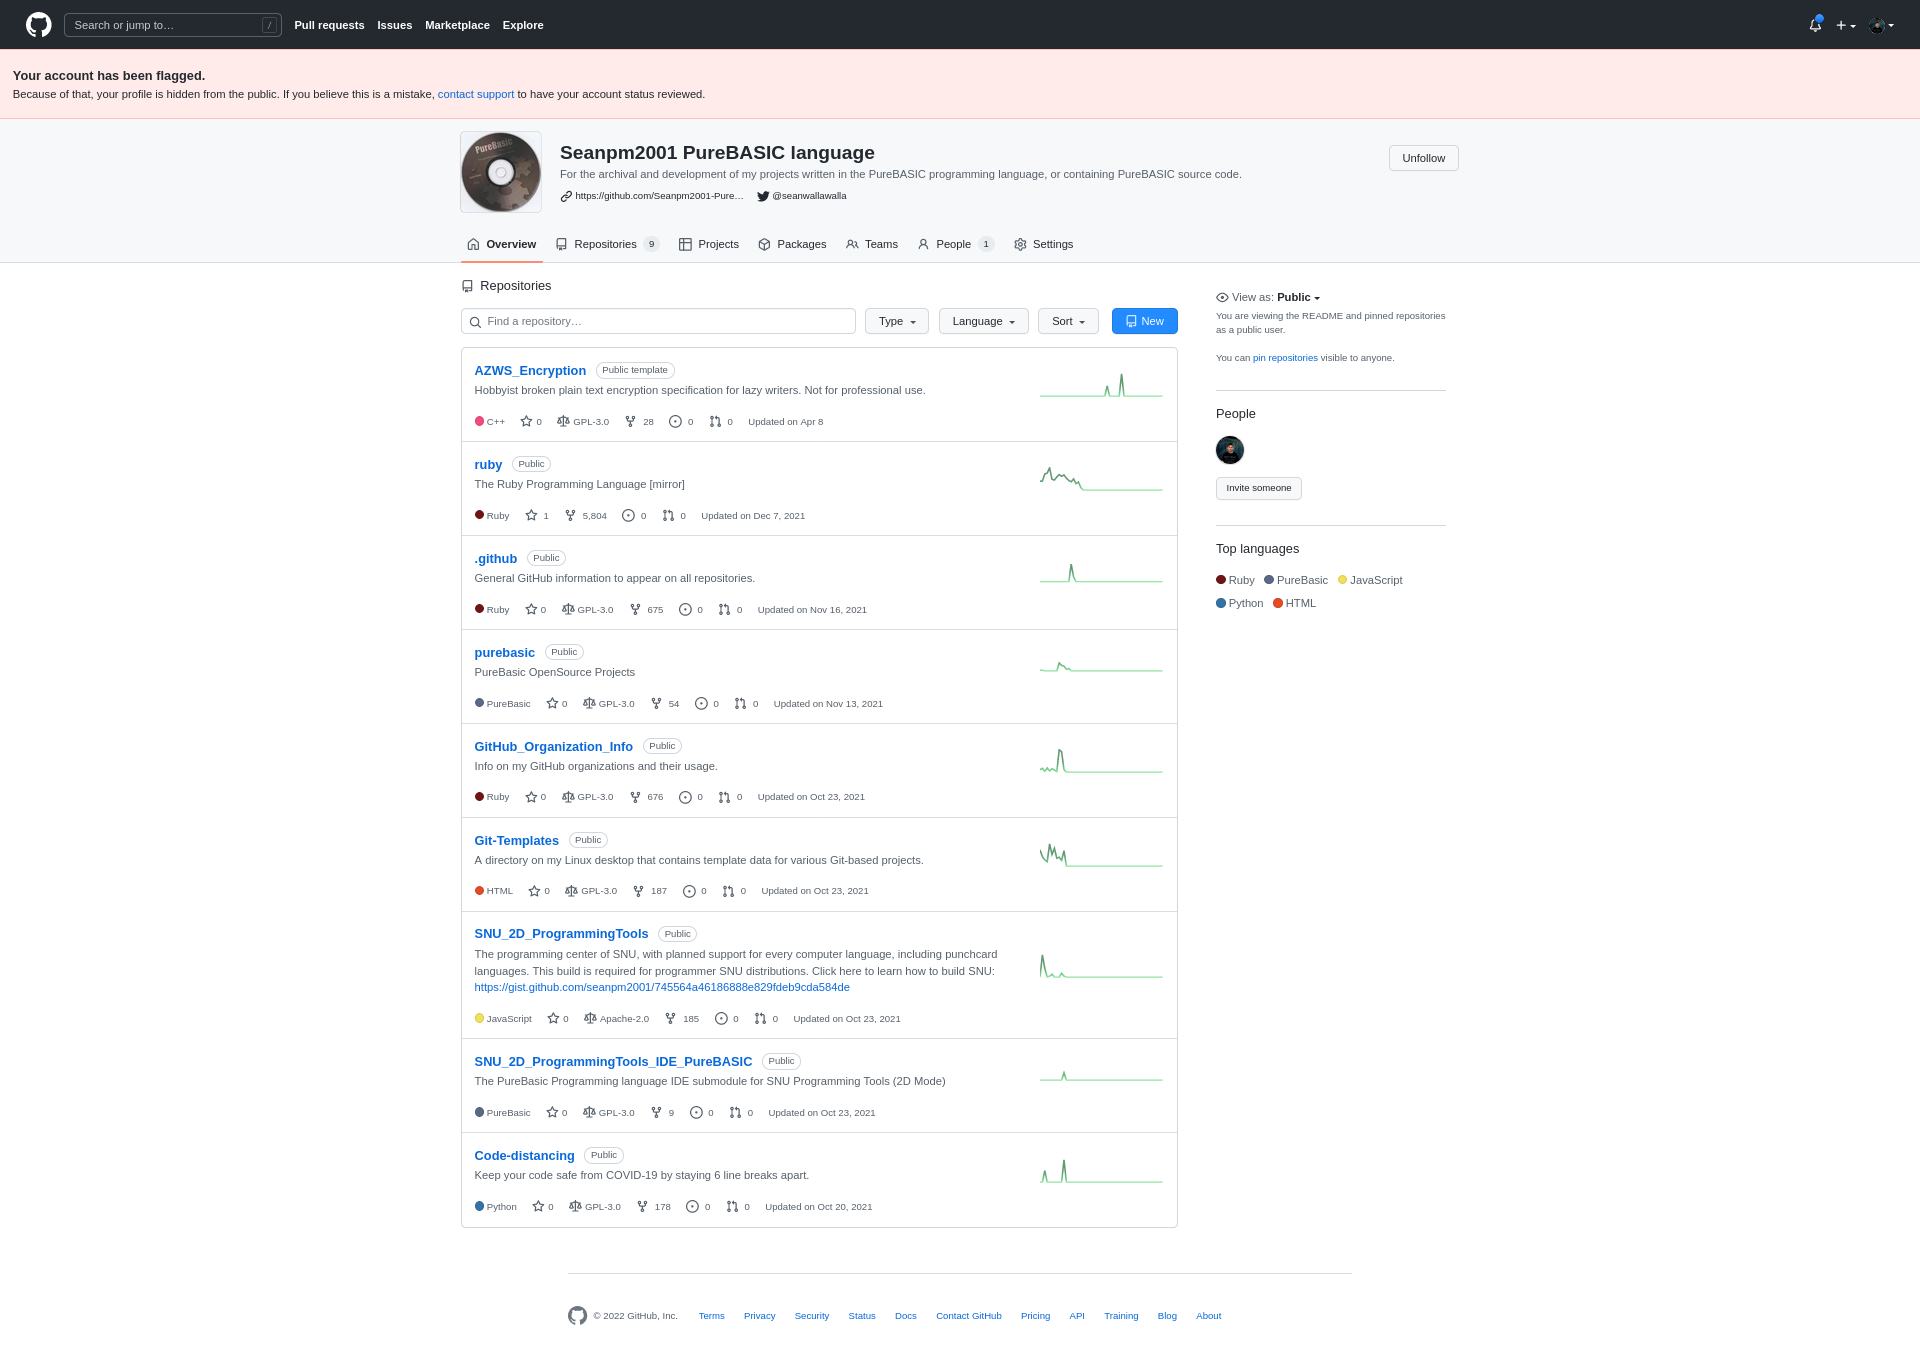 Search or jump to…
/
Pull requests Issues Marketplace Explore
Your account has been flagged.
Because of that, your profile is hidden from the public. If you believe this is a mistake, contact support to have your account status reviewed.
PureBasic
Seanpm2001 PureBASIC language
Unfollow
For the archival and development of my projects written in the PureBASIC programming language, or containing PureBASIC source code.
https://github.com/Seanpm2001-Pure… @seanwallawalla
Overview Repositories 9 Projects Packages Teams People 1 Settings
Repositories
Find a repository…
Type Language Sort New
AZWS_Encryption Public template
Hobbyist broken plain text encryption specification for lazy writers. Not for professional use.
C++ 0 GPL-3.0 28 0 0 Updated on Apr 8
ruby Public
The Ruby Programming Language [mirror]
Ruby 1 5,804 0 0 Updated on Dec 7, 2021
.github Public
General GitHub information to appear on all repositories.
Ruby 0 GPL-3.0 675 0 0 Updated on Nov 16, 2021
purebasic Public
PureBasic OpenSource Projects
PureBasic 0 GPL-3.0 54 0 0 Updated on Nov 13, 2021
GitHub_Organization_Info Public
Info on my GitHub organizations and their usage.
Ruby 0 GPL-3.0 676 0 0 Updated on Oct 23, 2021
Git-Templates Public
A directory on my Linux desktop that contains template data for various Git-based projects.
HTML 0 GPL-3.0 187 0 0 Updated on Oct 23, 2021
SNU_2D_ProgrammingTools Public
The programming center of SNU, with planned support for every computer language, including punchcard
languages. This build is required for programmer SNU distributions. Click here to learn how to build SNU:
https://gist.github.com/seanpm2001/745564a46186888e829fdeb9cda584de
JavaScript 0 Apache-2.0 185 0 0 Updated on Oct 23, 2021
SNU_2D_ProgrammingTools_IDE_PureBASIC Public
The PureBasic Programming language IDE submodule for SNU Programming Tools (2D Mode)
PureBasic 0 GPL-3.0 9 0 0 Updated on Oct 23, 2021
Code-distancing Public
Keep your code safe from COVID-19 by staying 6 line breaks apart.
Python 0 GPL-3.0 178 0 0 Updated on Oct 20, 2021
View as: Public
You are viewing the README and pinned repositories
as a public user.
You can pin repositories visible to anyone.
People
Invite someone
Top languages
Ruby PureBasic JavaScript
Python HTML
© 2022 GitHub, Inc. Terms Privacy Security Status Docs Contact GitHub Pricing API Training Blog About